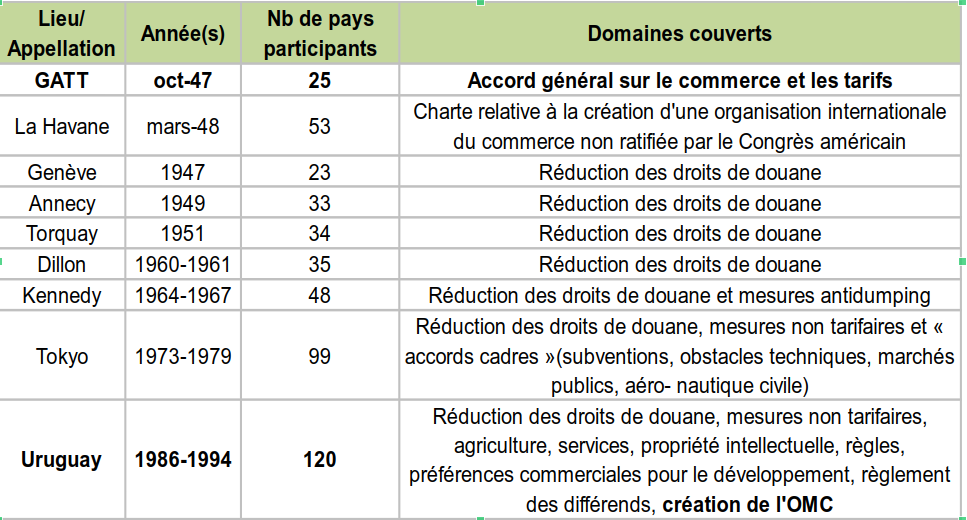 Lieu/
Appellation
Année(s)
Nb de pays
participants
Domaines couverts
GATT
oct-47
25
Accord général sur le commerce et les tarifs
La Havane
mars-48
53
Charte relative à la création d'une organisation internationale
du commerce non ratifiée par le Congrès américain
Genève
1947
23
Réduction des droits de douane
Annecy
1949
33
Réduction des droits de douane
Torquay
1951
34
Réduction des droits de douane
Dillon
1960-1961
35
Réduction des droits de douane
Kennedy
1964-1967
48
Réduction des droits de douane et mesures antidumping
Tokyo
1973-1979
99
Réduction des droits de douane, mesures non tarifaires et «
accords cadres »(subventions, obstacles techniques, marchés
publics, aéro- nautique civile)
Uruguay
1986-1994
120
Réduction des droits de douane, mesures non tarifaires,
agriculture, services, propriété intellectuelle, règles,
préférences commerciales pour le développement, règlement
des différends, création de l'OMC